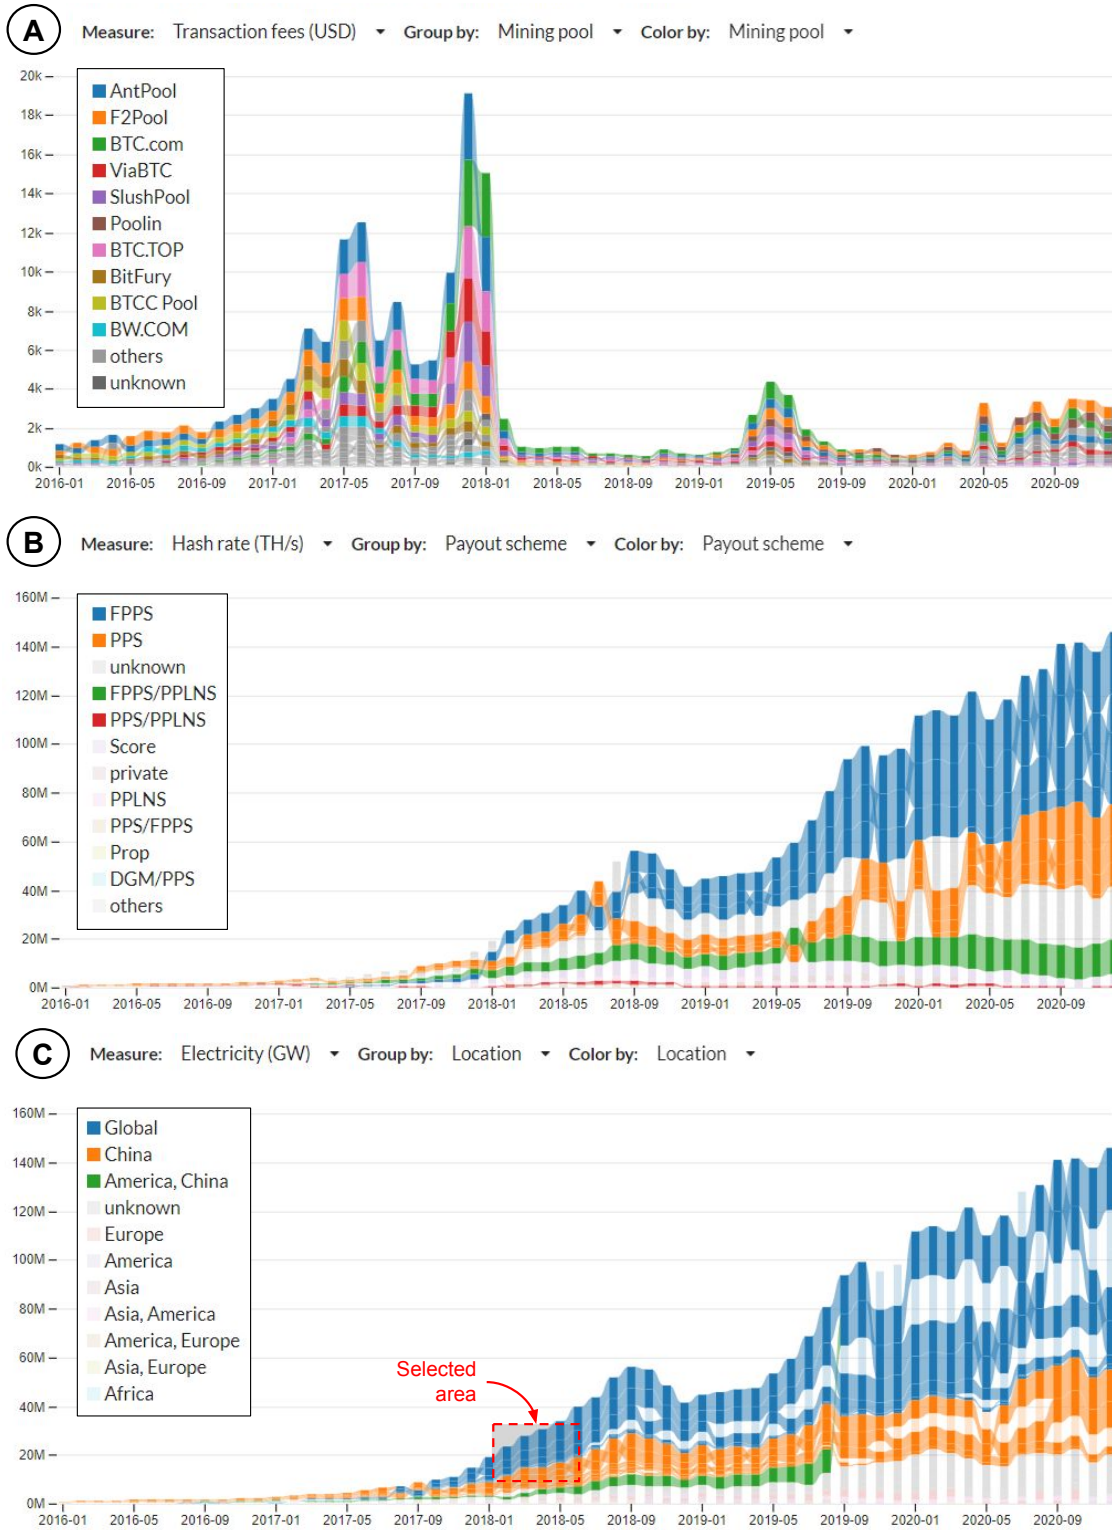 A
Measure: Transaction fees (USD) Group by: Mining pool Color by: Mining pool
20k
18k
16k
14k
12k
10k
8k
6k
4k
2k
0k
AntPool
F2Pool
BTC.com
ViaBTC
SlushPool
Poolin
BTC.TOP
BitFury
BTCC Pool
BW.COM
others
unknown
2016-01 2016-05 2016-09 2017-01 2017-05 2017-09 2018-01 2018-05 2018-09 2019-01 2019-05 2019-09 2020-01 2020-05 2020-09
B
Measure: Hash rate (TH/s) Group by: Payout scheme Color by: Payout scheme
160M
140M
120M
100M
80M
60M
40M
20M
0M
FPPS
PPS
unknown
FPPS/PPLNS
PPS/PPLNS
Score
private
PPLNS
PPS/FPPS
Prop
DGM/PPS
others
2016-01 2016-05 2016-09 2017-01 2017-05 2017-09 2018-01 2018-05 2018-09 2019-01 2019-05 2019-09 2020-01 2020-05 2020-09
C
Measure: Electricity (GW) Group by: Location Color by: Location
160M
140M
120M
100M
80M
60M
40M
20M
0M
Global
China
America, China
unknown
Europe
America
Asia
Asia, America
America, Europe
Asia, Europe
Africa
Selected
area
2016-01 2016-05 2016-09 2017-01 2017-05 2017-09 2018-01 2018-05 2018-09 2019-01 2019-05 2019-09 2020-01 2020-05 2020-09